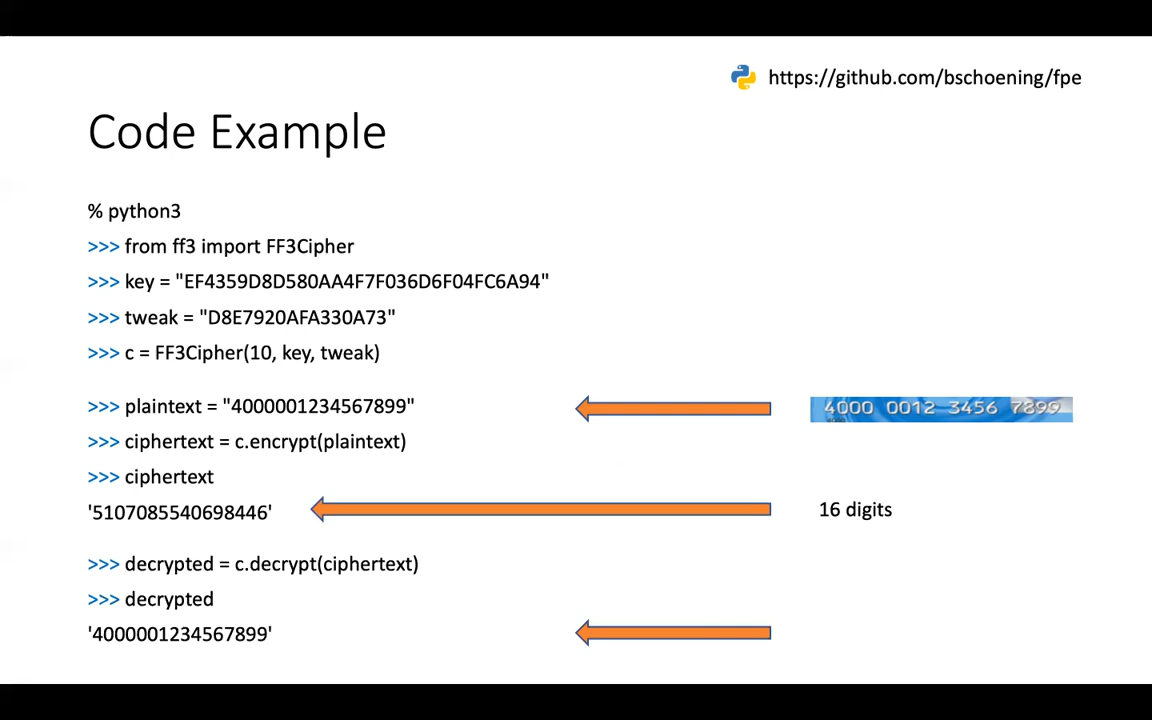 https://github.com/bschoening/fpe
Code Example
% python3
>>> from ff3 import FF3Cipher
>>> key = "EF4359D8D580AA4F7F036D6F04FC6A94"
>>> tweak = "D8E7920AFA330A73"
>>> c = FF3Cipher(10, key, tweak)
>>> plaintext = "4000001234567899"
4000 0012 3456 7899
>>> ciphertext = c.encrypt(plaintext)
>>> ciphertext
'5107085540698446'
16 digits
>>> decrypted = c.decrypt(ciphertext)
>>> decrypted
'4000001234567899'